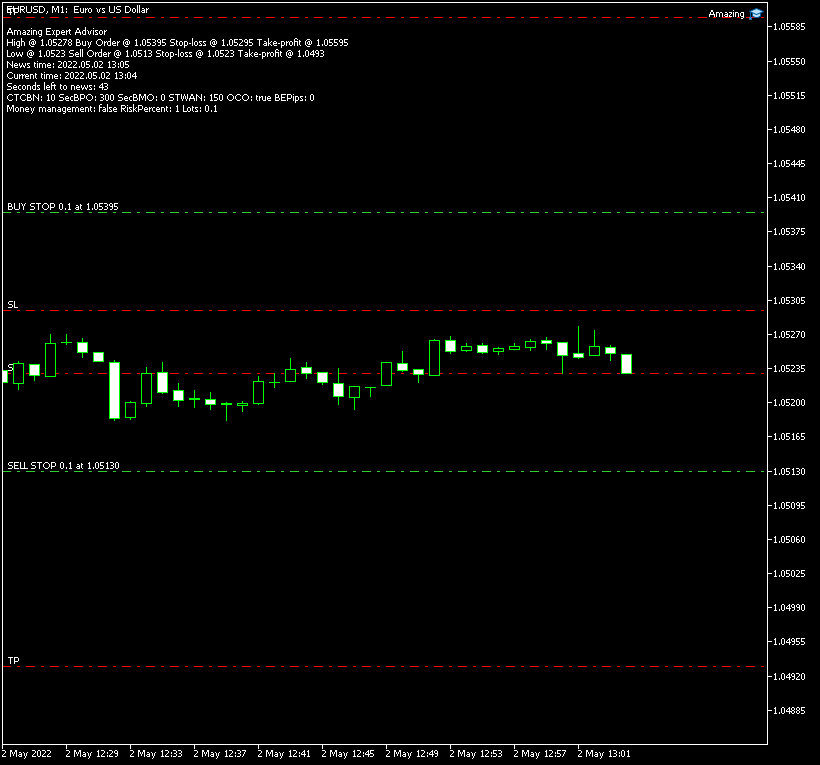 EURUSD, M1: Euro vs US Dollar
Amazing
Amazing Expert Advisor
High @ 1.05278 Buy Order @ 1.05395 Stop-loss @ 1.05295 Take-profit @ 1.05595
Low @ 1.0523 Sell Order @ 1.0513 Stop-loss @ 1.0523 Take-profit @ 1.0493
News time: 2022.05.02 13:05
Current time: 2022.05.02 13:04
Seconds left to news: 43
CTCBN: 10 SecBPO: 300 SecBMO: 0 STWAN: 150 OCO: true BEPips: 0
Money management: false RiskPercent: 1 Lots: 0.1
BUY STOP 0.1 at 1.05395
SL
SELL STOP 0.1 at 1.05130
TP
1.05585
1.05550
1.05515
1.05480
1.05445
1.05410
1.05375
1.05340
1.05305
1.05270
1.05235
1.05200
1.05165
1.05130
1.05095
1.05060
1.05025
1.04990
1.04955
1.04920
1.04885
2 May 2022
2 May 12:29
2 May 12:33
2 May 12:37
2 May 12:41
2 May 12:45
2 May 12:49
2 May 12:53
2 May 12:57
2 May 13:01